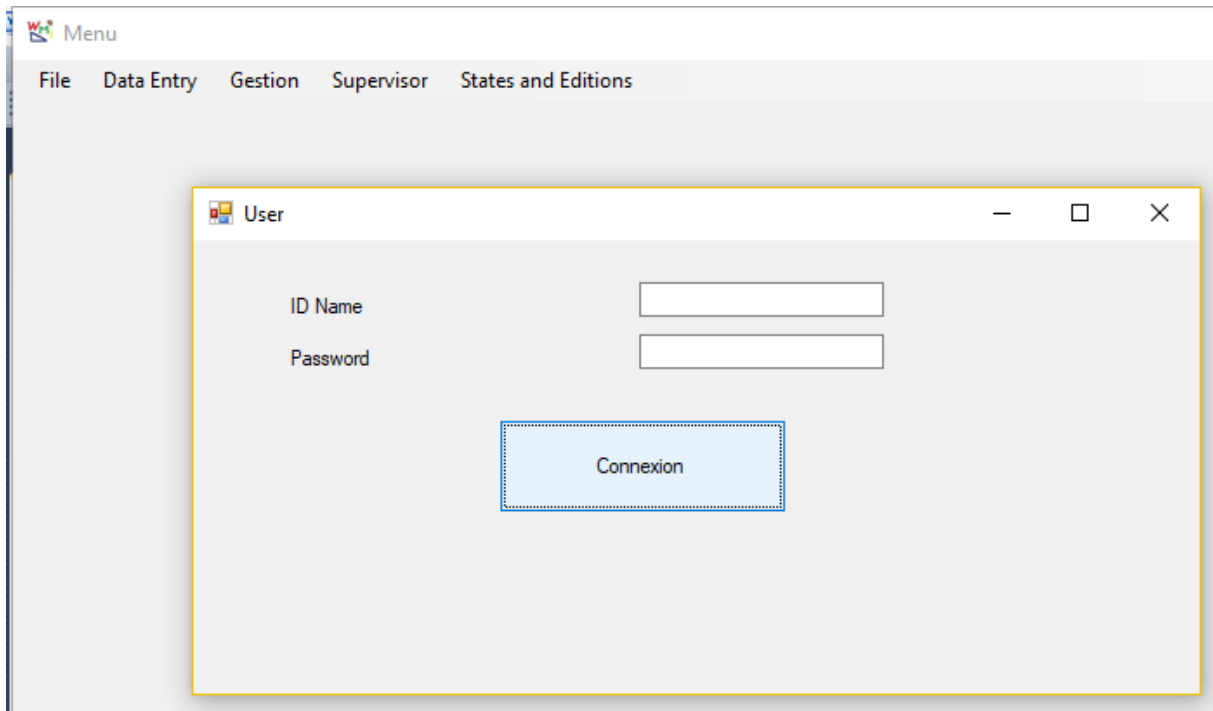 Menu
File Data Entry Gestion Supervisor States and Editions
User
ID Name
Password
Connexion